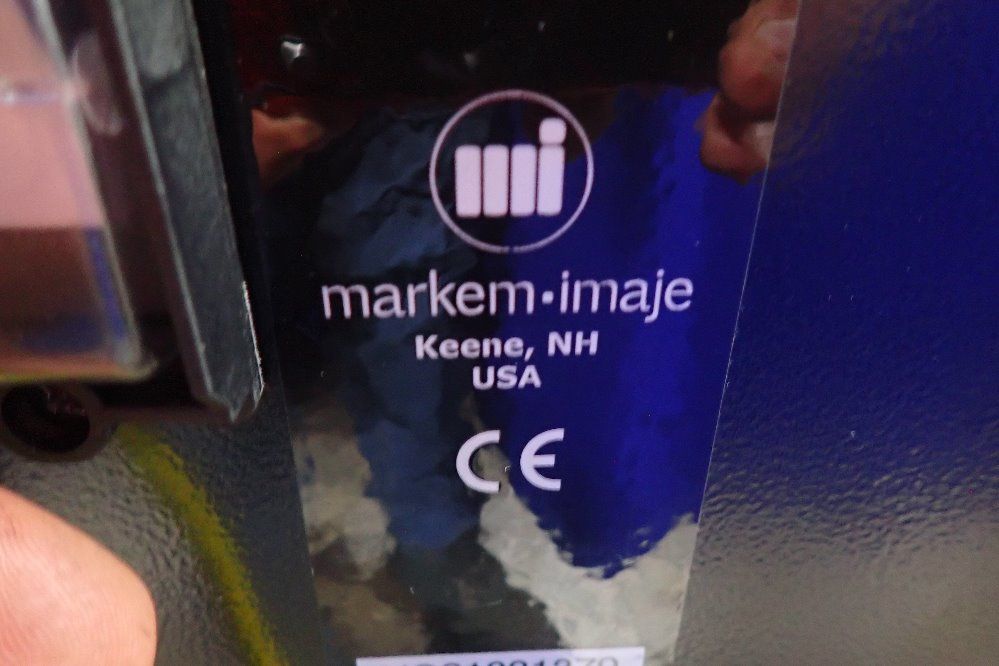 markem·imaje
Keene, NH
USA
CE